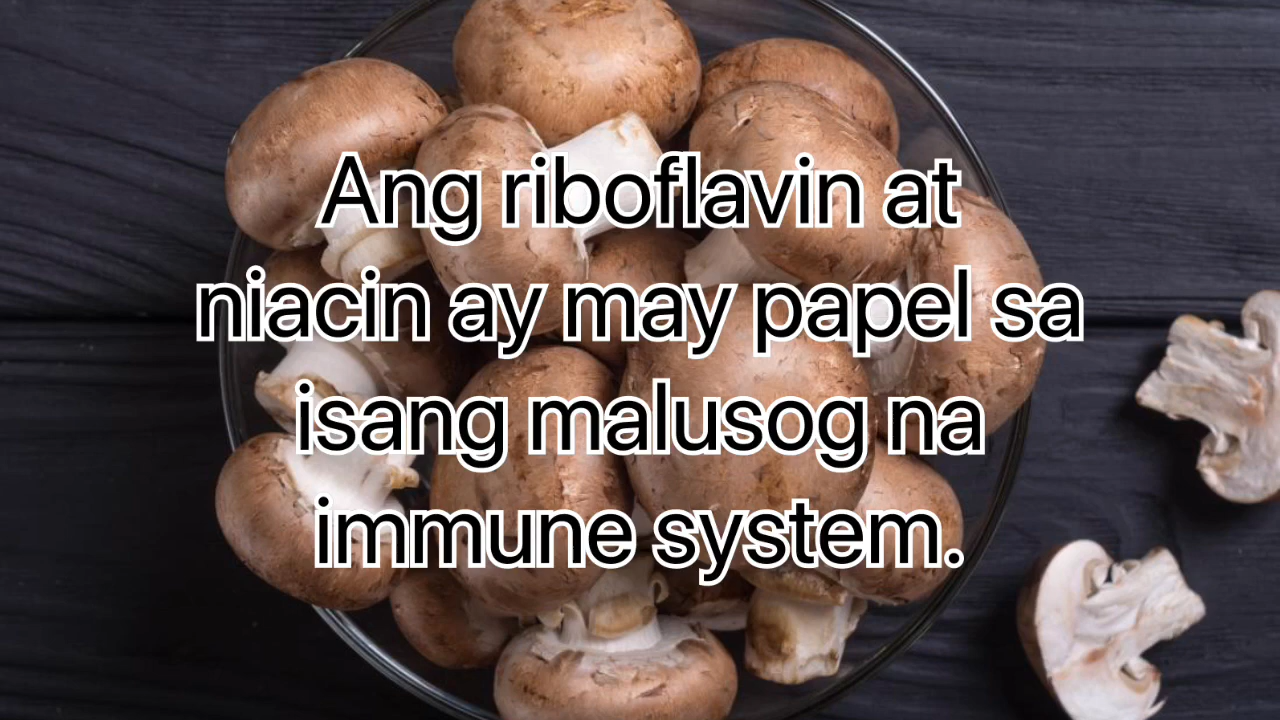 Ang riboflavin at
niacin ay may papel sa
isang malusog na
immune system.